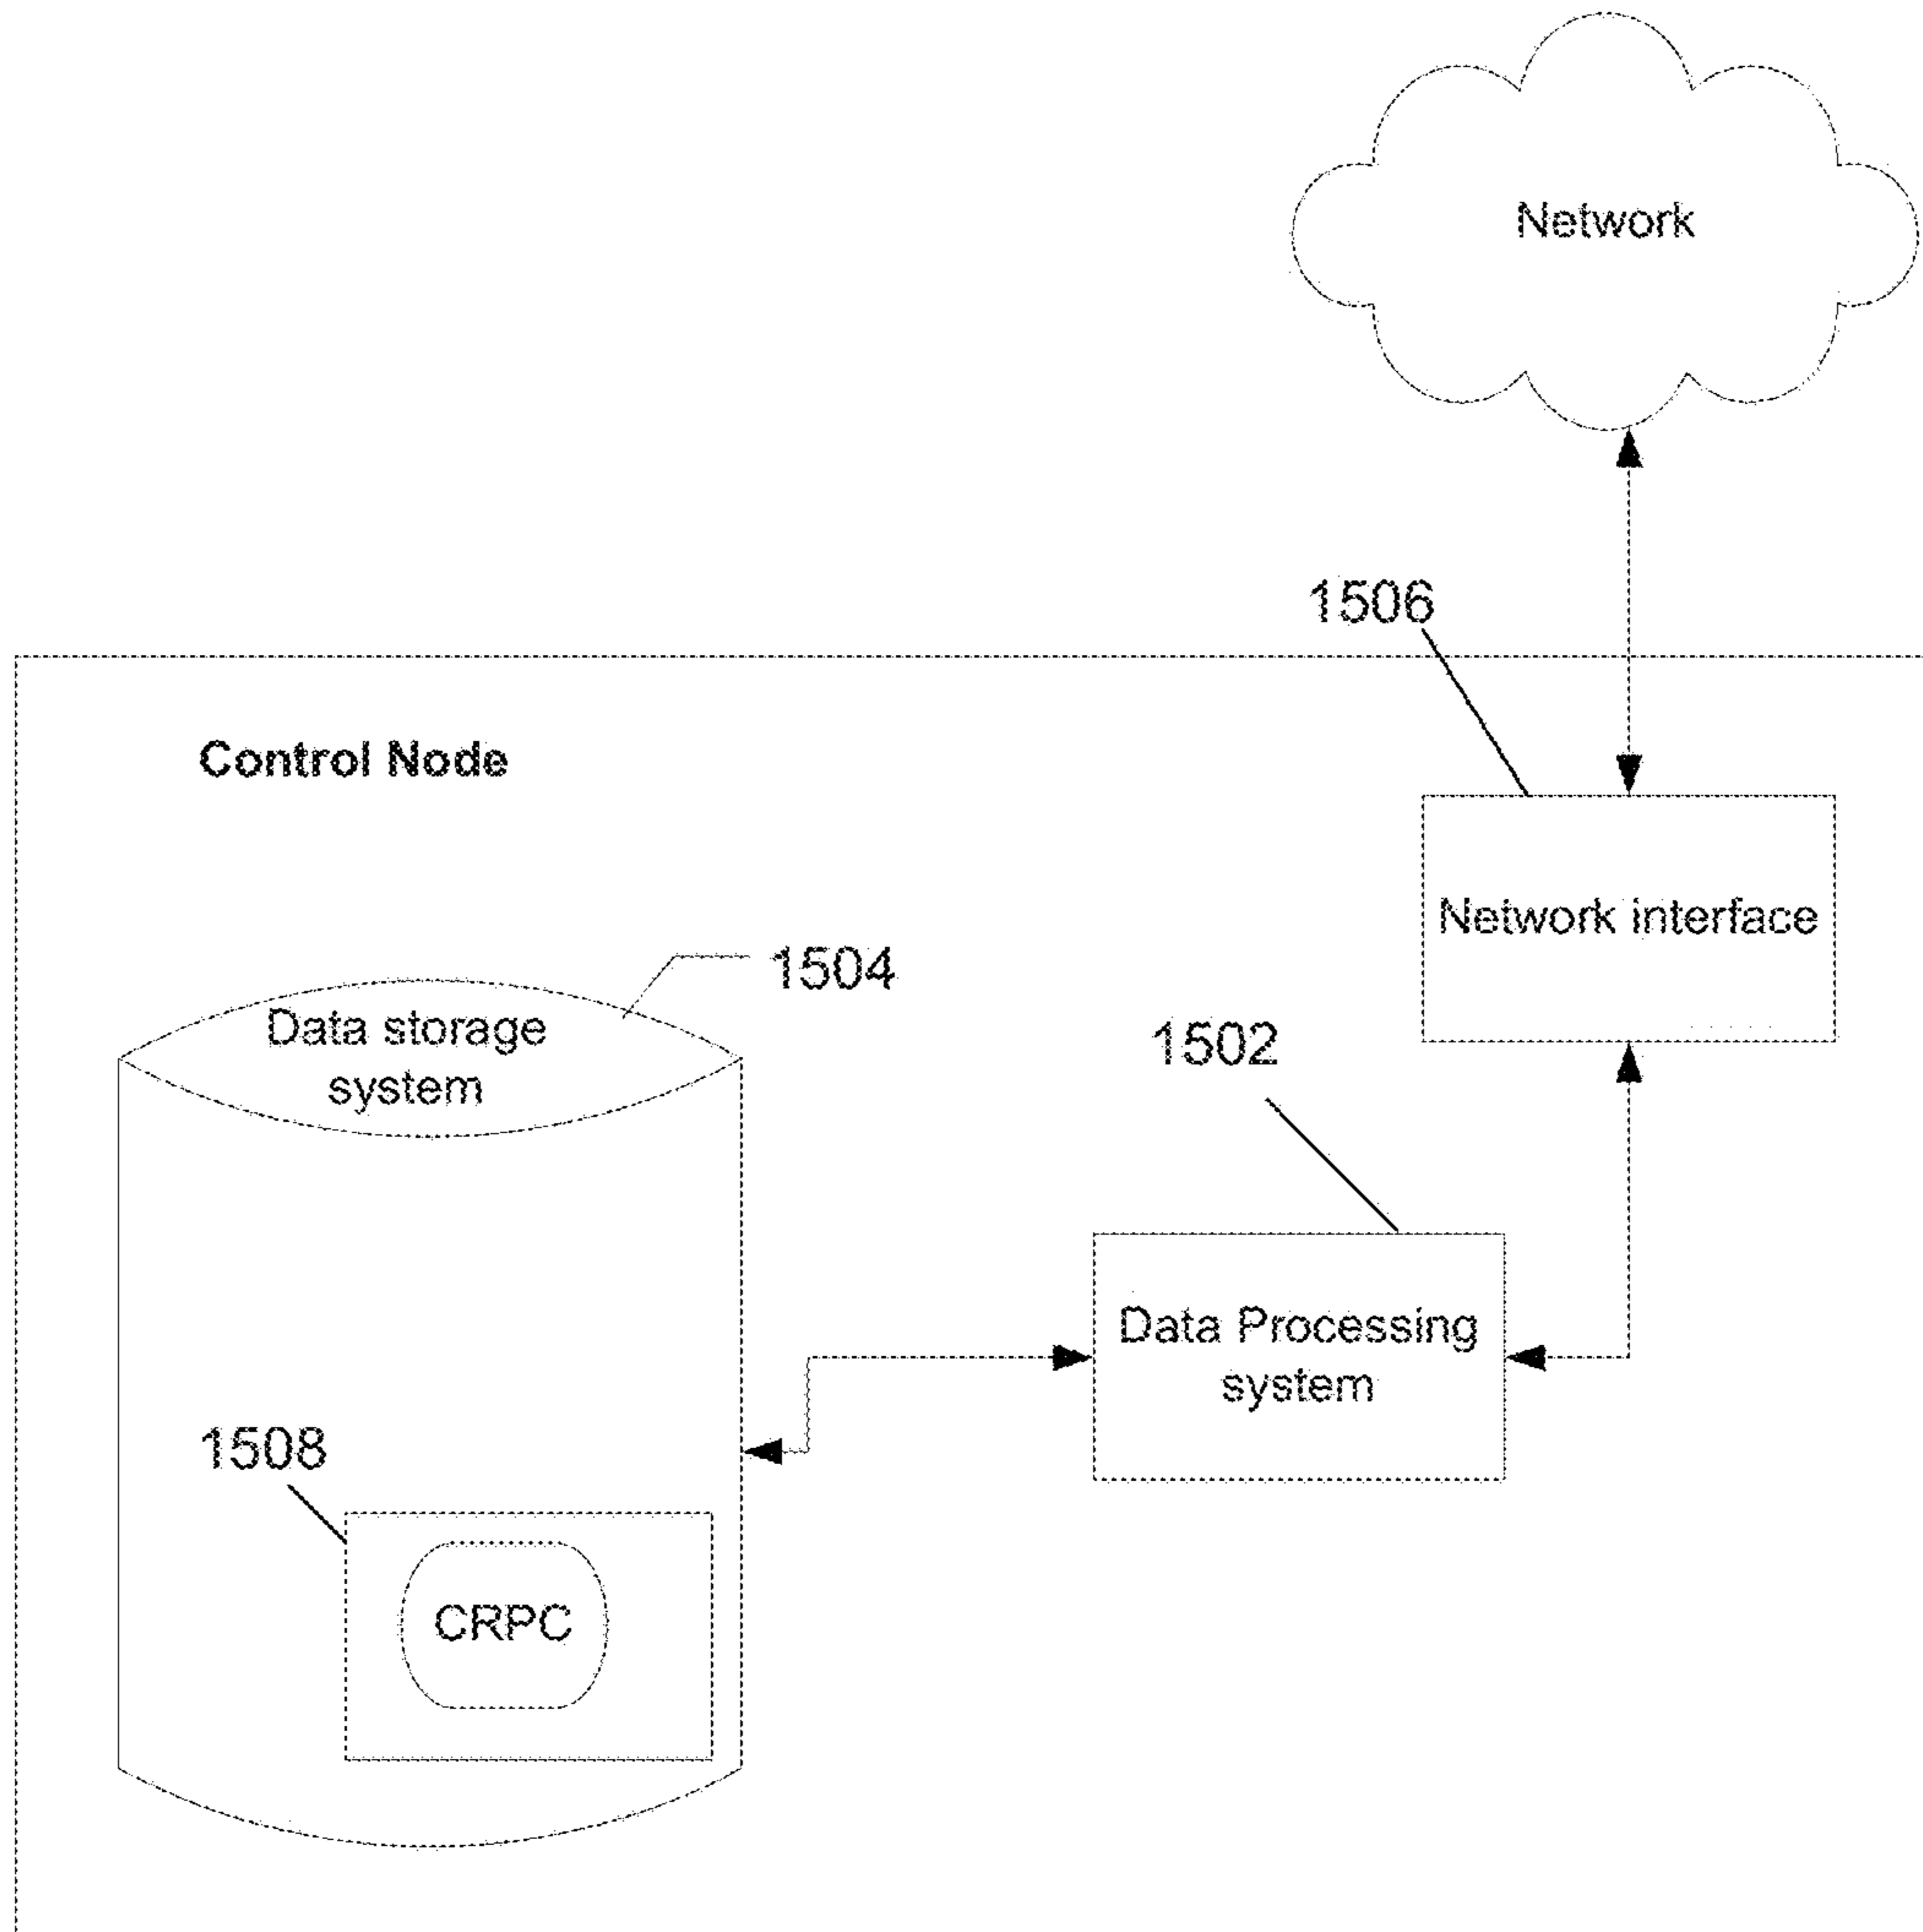 Network
1506
Control Node
Network interface
1504
Data storage
system
1502
Data Processing
system
1508
CRPC